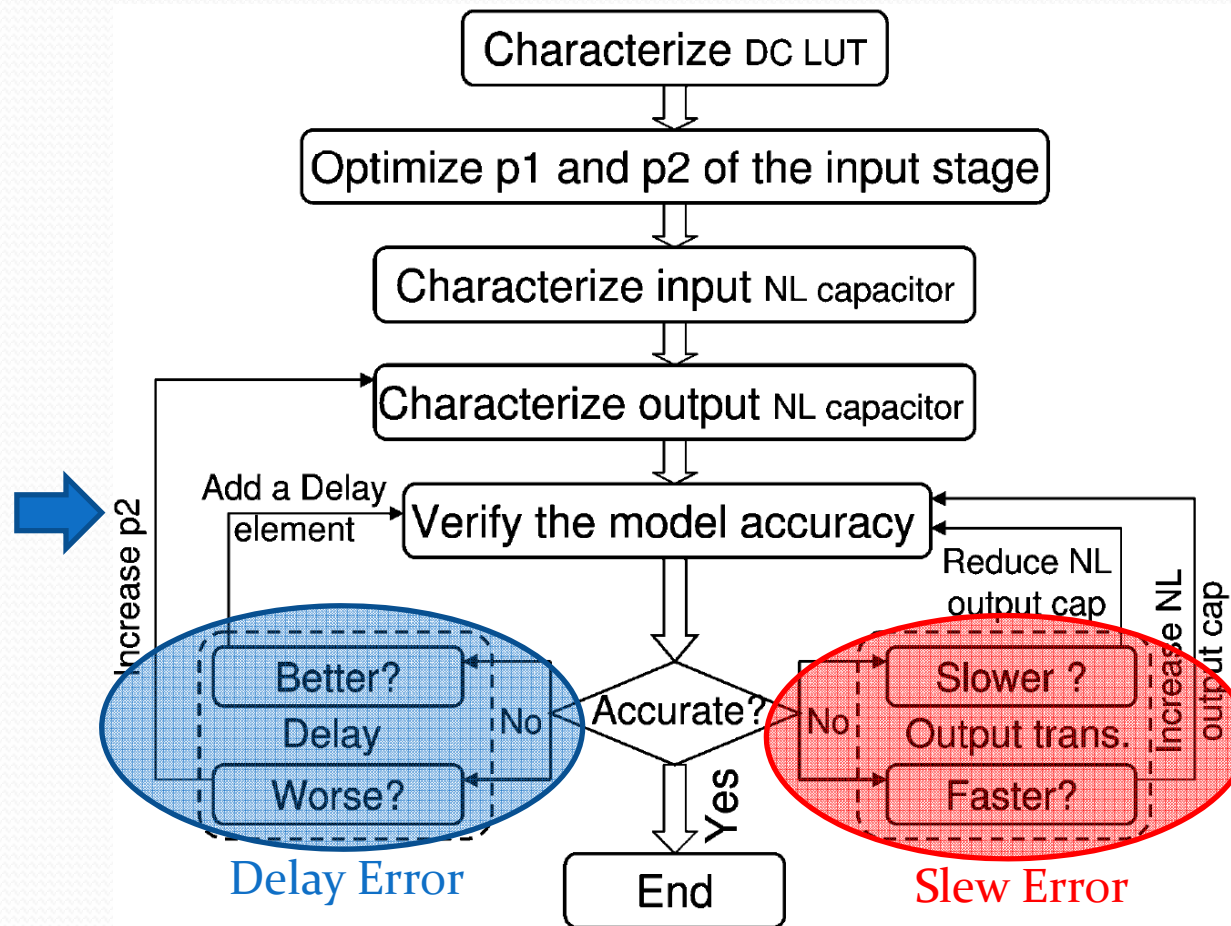 Characterize DC LUT
Optimize p1 and p2 of the input stage
Characterize input NL capacitor
Characterize output NL capacitor
Increase p2
Add a Delay
element
Verify the model accuracy
Reduce NL
output cap
Increase NL
output cap
Better?
Delay
Worse?
No
Accurate?
No
Slower ?
Output trans.
Faster?
Yes
Delay Error
Slew Error
End